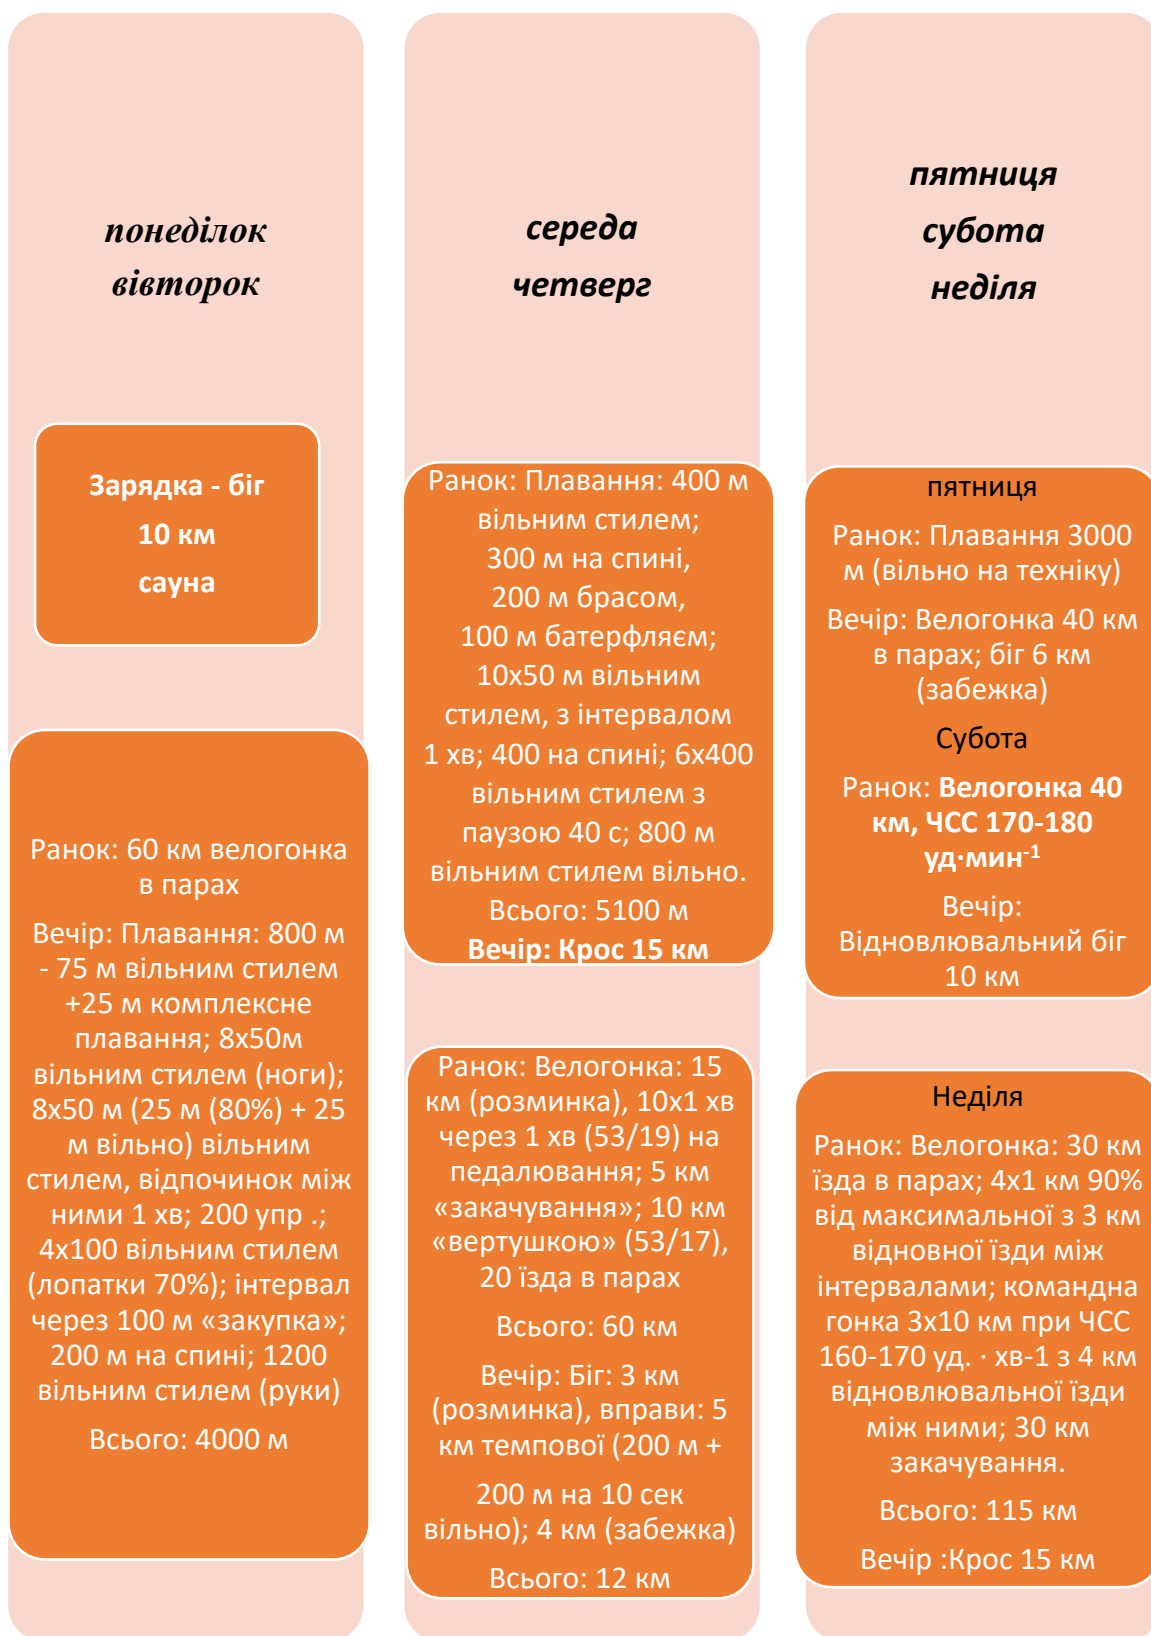 понеділок
вівторок
Зарядка - біг
10 км
сауна
Ранок: 60 км велогонка
в парах
Вечір: Плавання: 800 м
- 75 м вільним стилем
+25 м комплексне
плавання; 8х50м
вільним стилем (ноги);
8х50 м (25 м (80%) + 25
м вільно) вільним
стилем, відпочинок між
ними 1 хв; 200 упр .;
4х100 вільним стилем
(лопатки 70%); інтервал
через 100 м «закупка»;
200 м на спині; 1200
вільним стилем (руки)
Всього: 4000 м
середа
четверг
Ранок: Плавання: 400 м
вільним стилем;
300 м на спині,
200 м брасом,
100 м батерфляєм;
10х50 м вільним
стилем, з інтервалом
1 хв; 400 на спині; 6х400
вільним стилем з
паузою 40 с; 800 м
вільним стилем вільно.
Всього: 5100 м
Вечір: Крос 15 км
Ранок: Велогонка: 15
км (розминка), 10х1 хв
через 1 хв (53/19) на
педалювання; 5 км
«закачування»; 10 км
«вертушкою» (53/17),
20 їзда в парах
Всього: 60 км
Вечір: Біг: 3 км
(розминка), вправи: 5
км темпової (200 м +
200 м на 10 сек
вільно); 4 км (забежка)
Всього: 12 км
пятниця
субота
неділя
пятниця
Ранок: Плавання 3000
м (вільно на техніку)
Вечір: Велогонка 40 км
в парах; біг 6 км
(забежка)
Субота
Ранок: Велогонка 40
км, ЧСС 170-180
уд·мин-1
Вечір:
Відновлювальний біг
10 км
Неділя
Ранок: Велогонка: 30 км
їзда в парах; 4х1 км 90%
від максимальної з 3 км
відновної їзди між
інтервалами; командна
гонка 3х10 км при ЧСС
160-170 уд. · хв-1 з 4 км
відновлювальної їзди
між ними; 30 км
закачування.
Всього: 115 км
Вечір :Крос 15 км